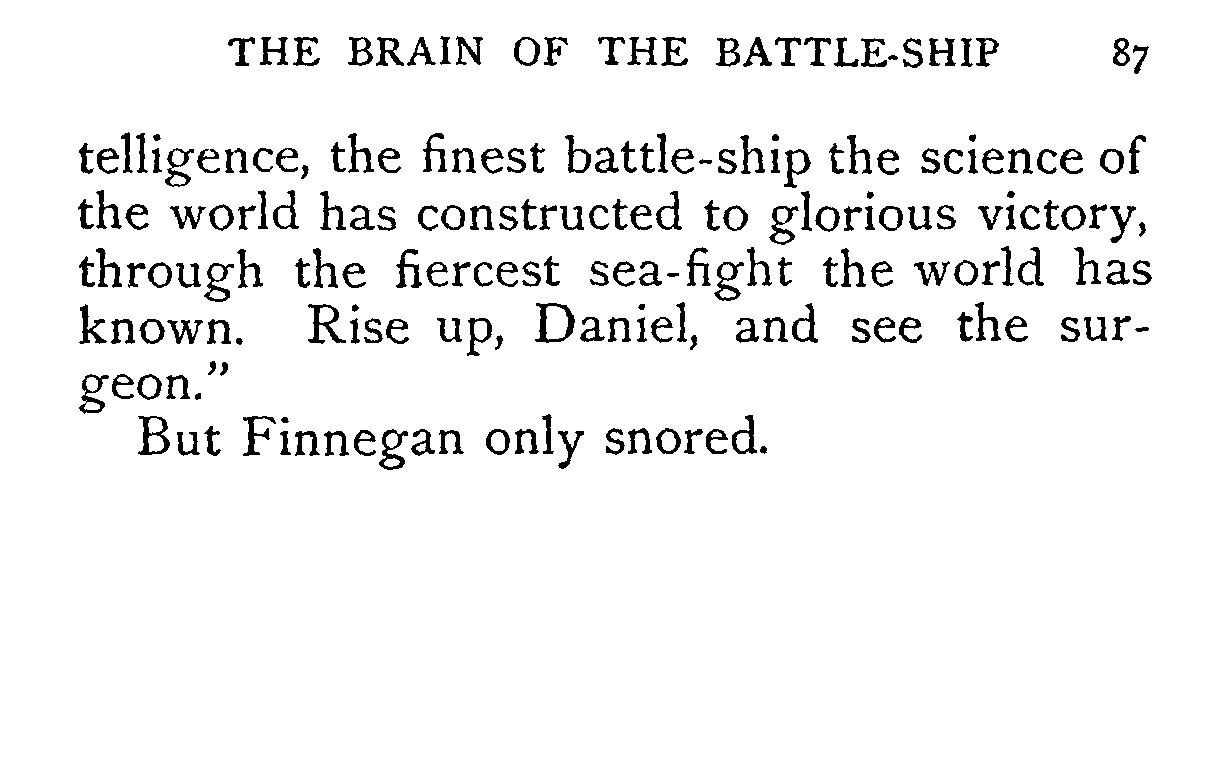 THE BRAIN OF THE BATTLE-SHIP 87
telligence, the finest battle-ship the science of
the world has constructed to glorious victory,
through the fiercest sea-fight the world has
known. Rise up, Daniel, and see the sur-
geon.”
But Finnegan only snored.